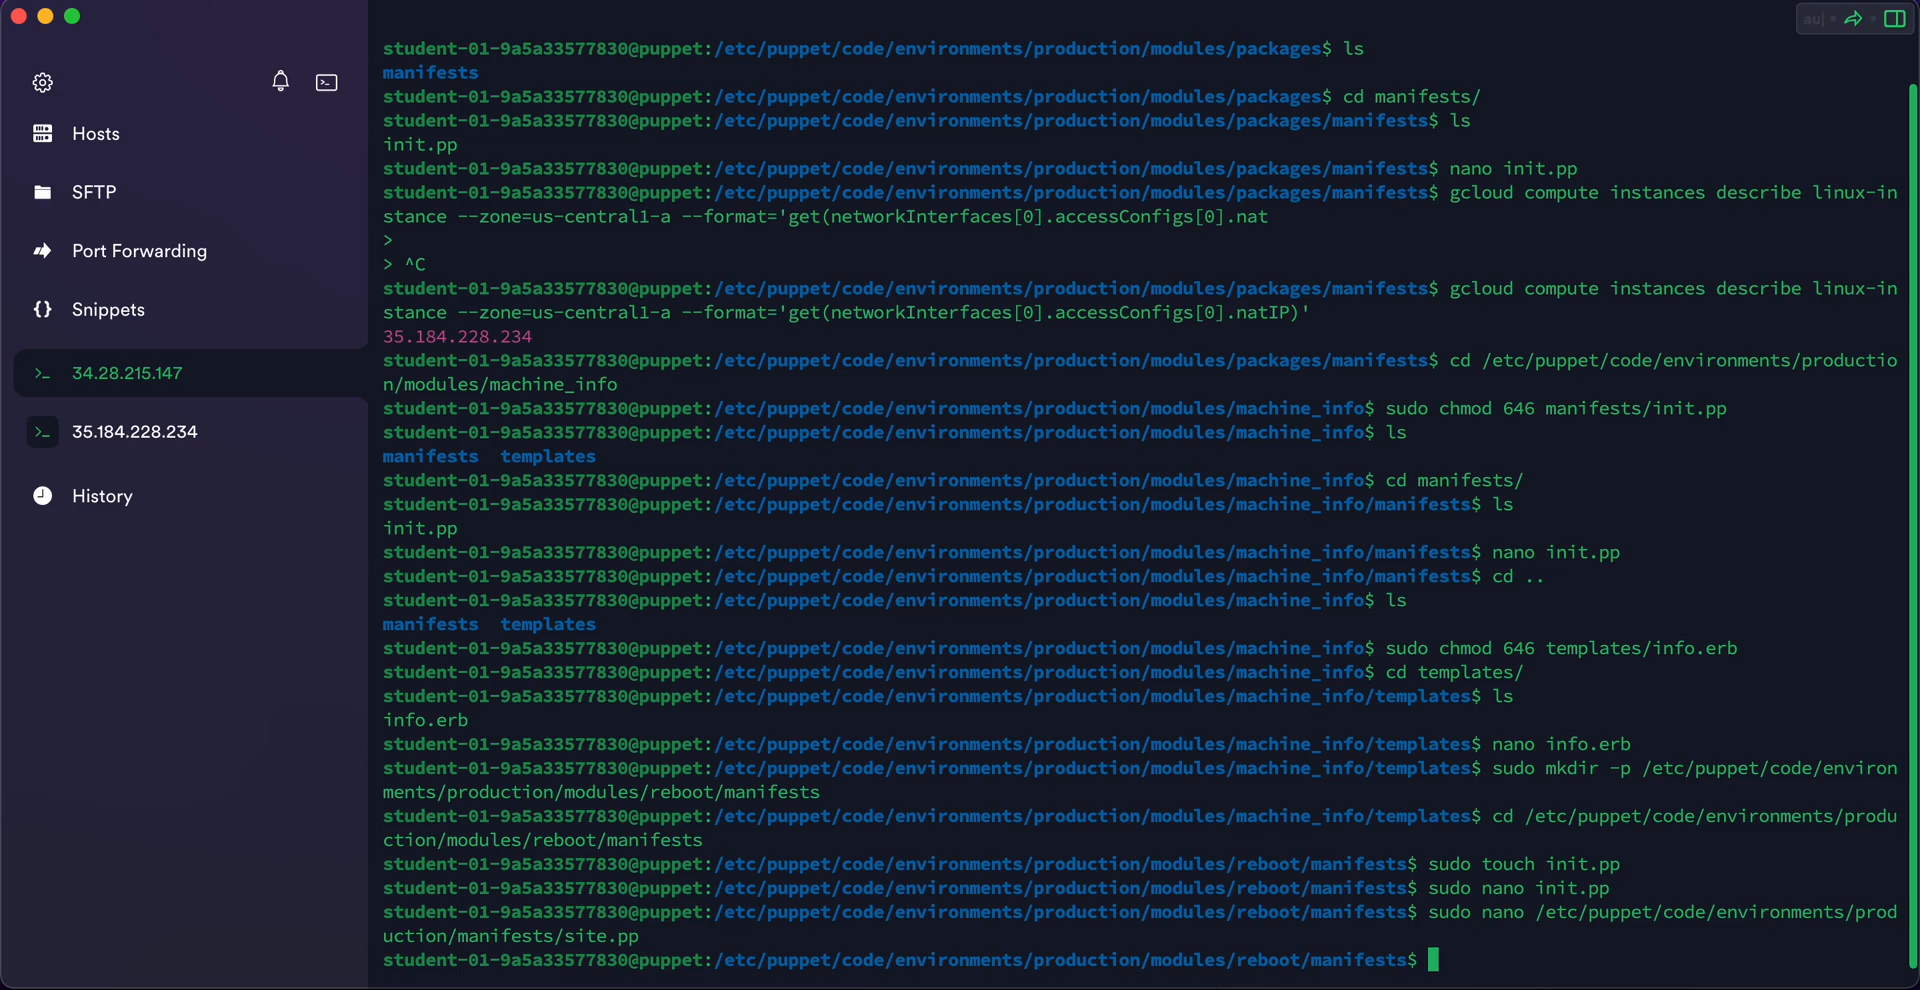 au
student-01-9a5a33577830@puppet:/etc/puppet/code/environments/production/modules/packages$ ls
manifests
student-01-9a5a33577830@puppet:/etc/puppet/code/environments/production/modules/packages$ cd manifests/
student-01-9a5a33577830@puppet:/etc/puppet/code/environments/production/modules/packages/manifests$ ls
init.pp
student-01-9a5a33577830@puppet:/etc/puppet/code/environments/production/modules/packages/manifests$ nano init.pp
student-01-9a5a33577830@puppet:/etc/puppet/code/environments/production/modules/packages/manifests$ gcloud compute instances describe linux-in
stance --zone=us-central1-a --format='get(networkInterfaces[0].accessConfigs[0].nat
>
> ^C
student-01-9a5a33577830@puppet:/etc/puppet/code/environments/production/modules/packages/manifests$ gcloud compute instances describe linux-in
stance --zone=us-central1-a --format='get(networkInterfaces[0].accessConfigs[0].natIP)'
35.184.228.234
student-01-9a5a33577830@puppet:/etc/puppet/code/environments/production/modules/packages/manifests$ cd /etc/puppet/code/environments/productio
n/modules/machine_info
student-01-9a5a33577830@puppet:/etc/puppet/code/environments/production/modules/machine_info$ sudo chmod 646 manifests/init.pp
student-01-9a5a33577830@puppet:/etc/puppet/code/environments/production/modules/machine_info$ ls
manifests  templates
student-01-9a5a33577830@puppet:/etc/puppet/code/environments/production/modules/machine_info$ cd manifests/
student-01-9a5a33577830@puppet:/etc/puppet/code/environments/production/modules/machine_info/manifests$ ls
init.pp
student-01-9a5a33577830@puppet:/etc/puppet/code/environments/production/modules/machine_info/manifests$ nano init.pp
student-01-9a5a33577830@puppet:/etc/puppet/code/environments/production/modules/machine_info/manifests$ cd ..
student-01-9a5a33577830@puppet:/etc/puppet/code/environments/production/modules/machine_info$ ls
manifests  templates
student-01-9a5a33577830@puppet:/etc/puppet/code/environments/production/modules/machine_info$ sudo chmod 646 templates/info.erb
student-01-9a5a33577830@puppet:/etc/puppet/code/environments/production/modules/machine_info$ cd templates/
student-01-9a5a33577830@puppet:/etc/puppet/code/environments/production/modules/machine_info/templates$ ls
info.erb
student-01-9a5a33577830@puppet:/etc/puppet/code/environments/production/modules/machine_info/templates$ nano info.erb
student-01-9a5a33577830@puppet:/etc/puppet/code/environments/production/modules/machine_info/templates$ sudo mkdir -p /etc/puppet/code/environ
ments/production/modules/reboot/manifests
student-01-9a5a33577830@puppet:/etc/puppet/code/environments/production/modules/machine_info/templates$ cd /etc/puppet/code/environments/produ
ction/modules/reboot/manifests
student-01-9a5a33577830@puppet:/etc/puppet/code/environments/production/modules/reboot/manifests$ sudo touch init.pp
student-01-9a5a33577830@puppet:/etc/puppet/code/environments/production/modules/reboot/manifests$ sudo nano init.pp
student-01-9a5a33577830@puppet:/etc/puppet/code/environments/production/modules/reboot/manifests$ sudo nano /etc/puppet/code/environments/prod
uction/manifests/site.pp
student-01-9a5a33577830@puppet:/etc/puppet/code/environments/production/modules/reboot/manifests$
Hosts
SFTP
Port Forwarding
{} Snippets
>_ 34.28.215.147
>_ 35.184.228.234
History